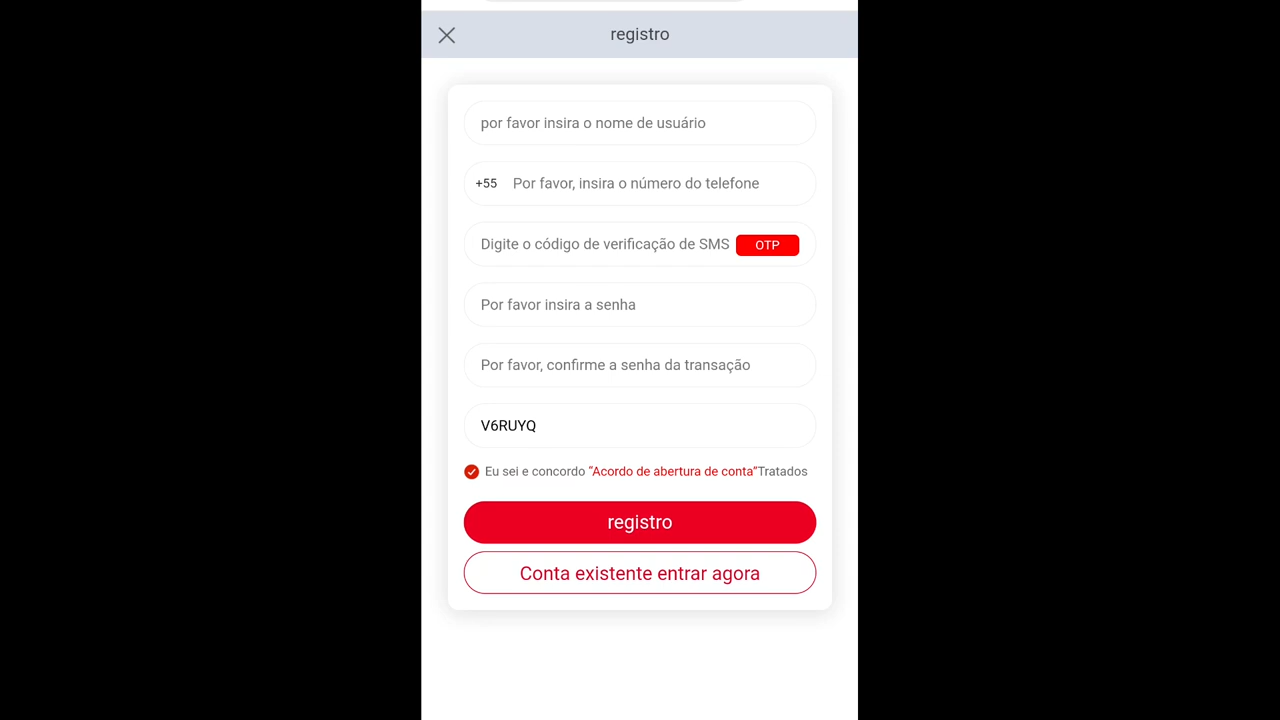 registro
por favor insira o nome de usuário
+55 Por favor, insira o número do telefone
Digite o código de verificação de SMS OTP
Por favor insira a senha
Por favor, confirme a senha da transação
V6RUYQ
Eu sei e concordo “Acordo de abertura de conta”Tratados
registro
Conta existente entrar agora